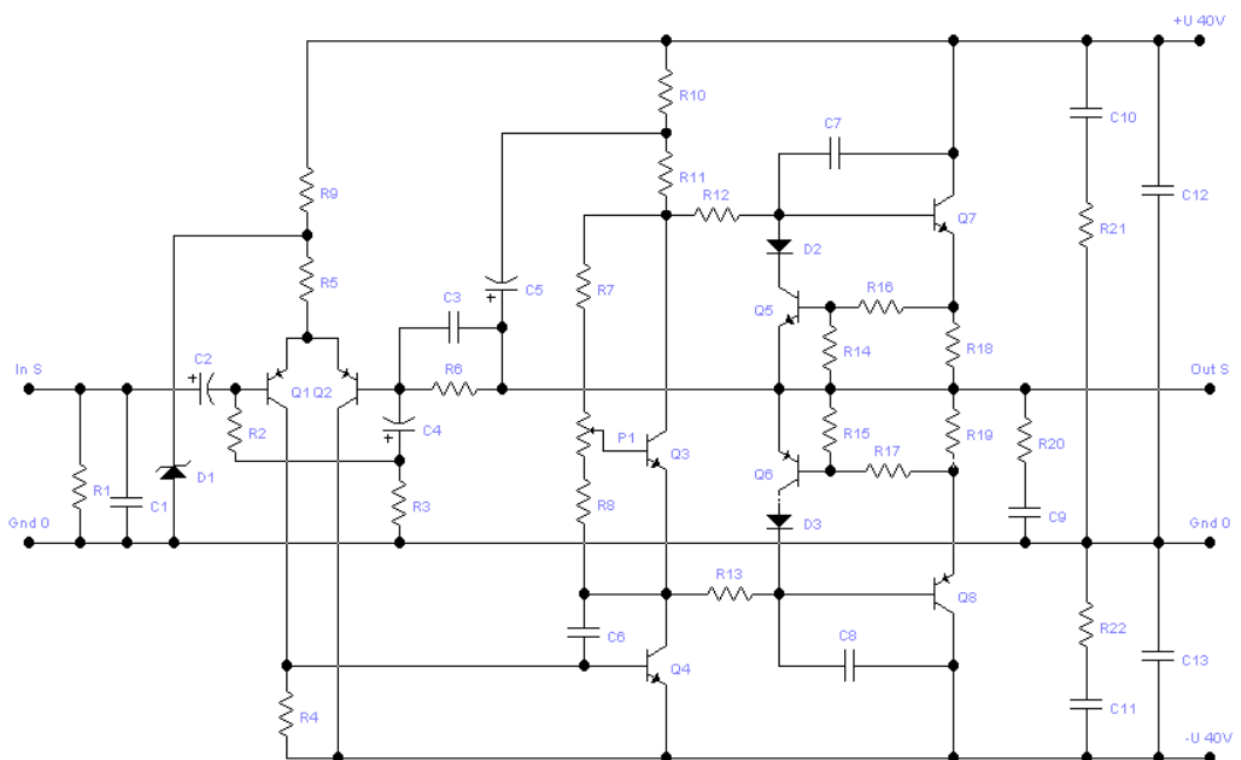 +U 40V
R10
C10
C7
R11
R9
R12
C12
Q7
R21
D2
R5
C5
R7
R16
C3
Q5
R14
R18
C2
In S
R6
Out S
Q1 Q2
C4
P1
R2
R15
R19
R20
Q3
Q6
R17
D1
R1
C1
R3
R8
C9
Gnd 0
D3
Gnd 0
R13
Q8
C6
R22
C8
Q4
C13
R4
C11
-U 40V